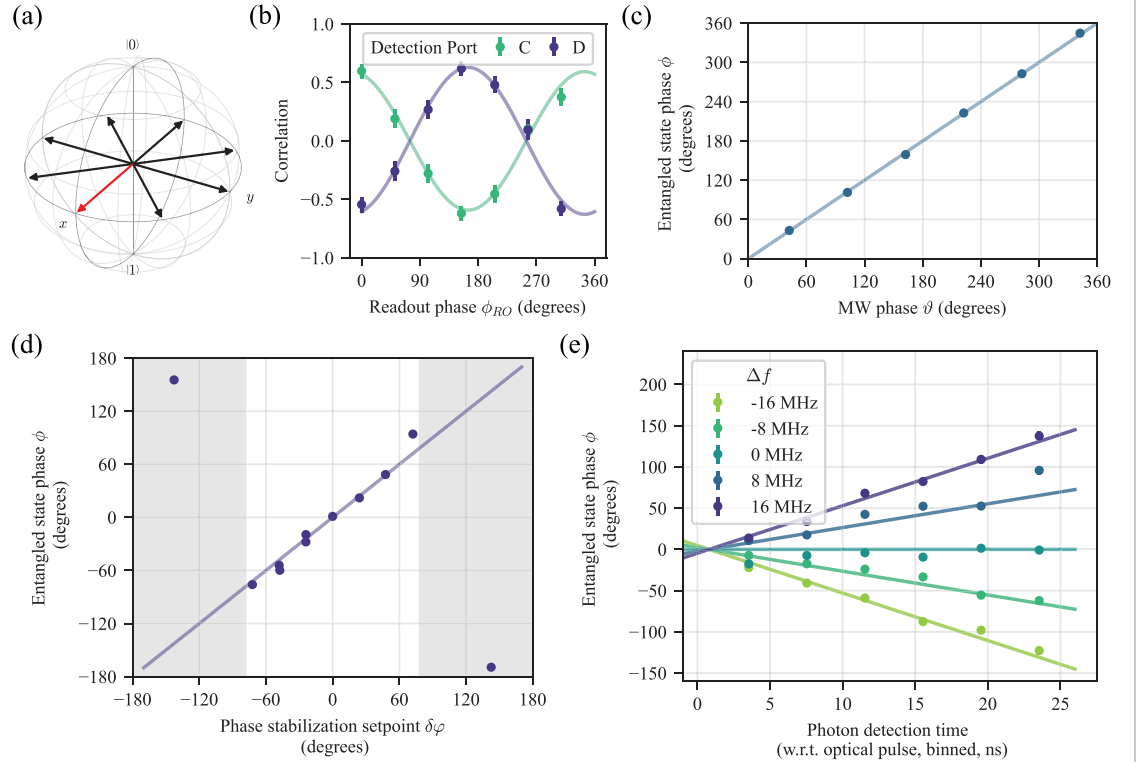 (a)
|0⟩
x
y
|1⟩
(b)
Correlation
1.0
0.5
0.0
−0.5
−1.0
Detection Port C D
0 90 180 270 360
Readout phase ϕRO (degrees)
(c)
Entangled state phase ϕ
(degrees)
360
300
240
180
120
60
0
0 60 120 180 240 300 360
MW phase ϑ (degrees)
(d)
Entangled state phase ϕ
(degrees)
180
120
60
0
−60
−120
−180
−180 −120 −60 0 60 120 180
Phase stabilization setpoint δφ
(degrees)
(e)
Entangled state phase ϕ
(degrees)
200
150
100
50
0
−50
−100
−150
Δf
-16 MHz
-8 MHz
0 MHz
8 MHz
16 MHz
0 5 10 15 20 25
Photon detection time
(w.r.t. optical pulse, binned, ns)